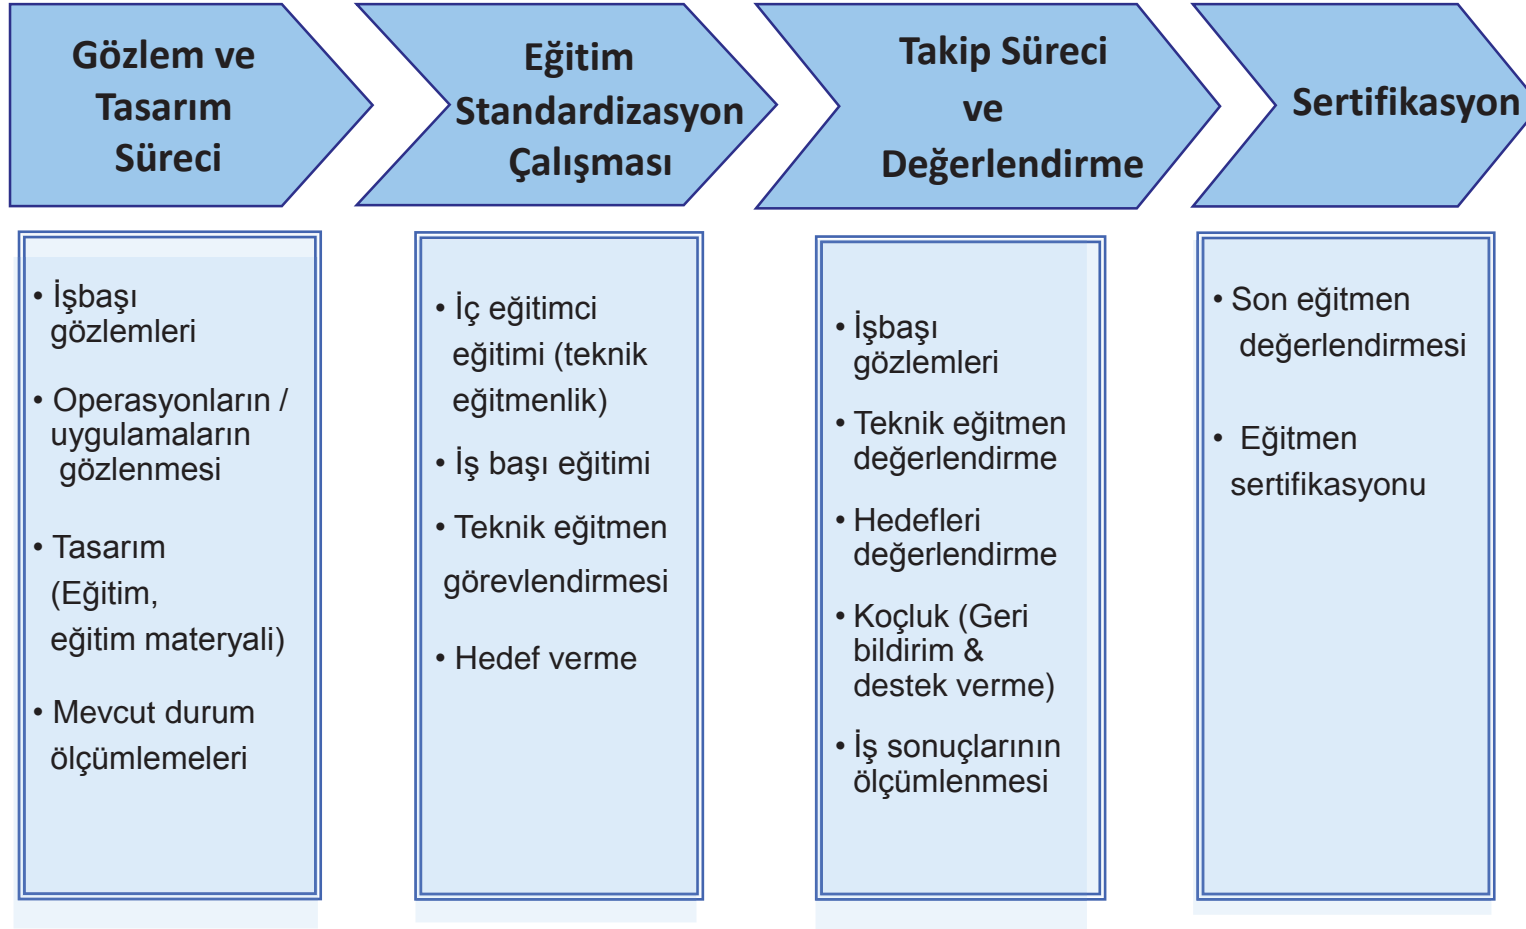 Gözlem ve
Tasarım
Süreci
Eğitim
Standardizasyon
Çalışması
Takip Süreci
ve
Değerlendirme
Sertifikasyon
• İşbaşı
gözlemleri
• Operasyonların /
uygulamaların
gözlenmesi
• Tasarım
(Eğitim,
eğitim materyali)
• Mevcut durum
ölçümlemeleri
• İç eğitimci
eğitimi (teknik
eğitmenlik)
• İş başı eğitimi
• Teknik eğitmen
görevlendirmesi
• Hedef verme
• İşbaşı
gözlemleri
• Teknik eğitmen
değerlendirme
• Hedefleri
değerlendirme
• Koçluk (Geri
bildirim &
destek verme)
• İş sonuçlarının
ölçümlenmesi
• Son eğitmen
değerlendirmesi
• Eğitmen
sertifikasyonu